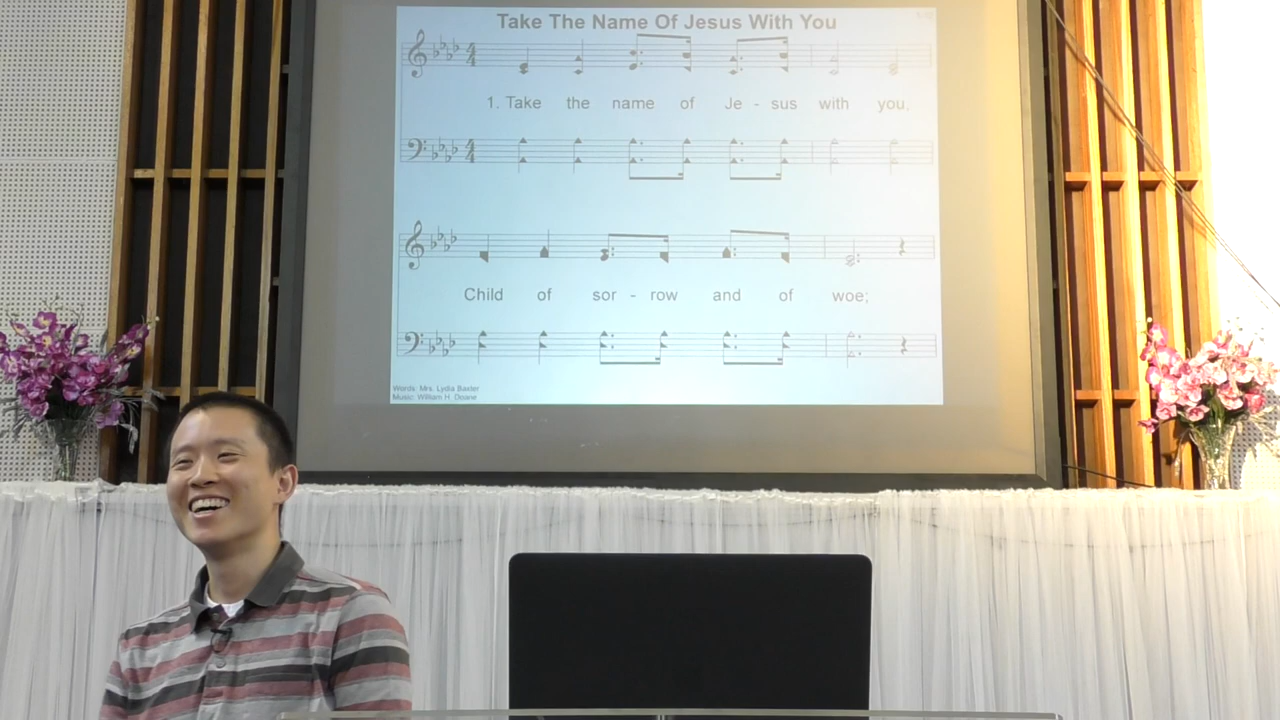 Take The Name Of Jesus With You
1. Take the name of Je - sus with you,
Child of sor - row and of woe;
Words: Mrs. Lydia Baxter
Music: William H. Doane